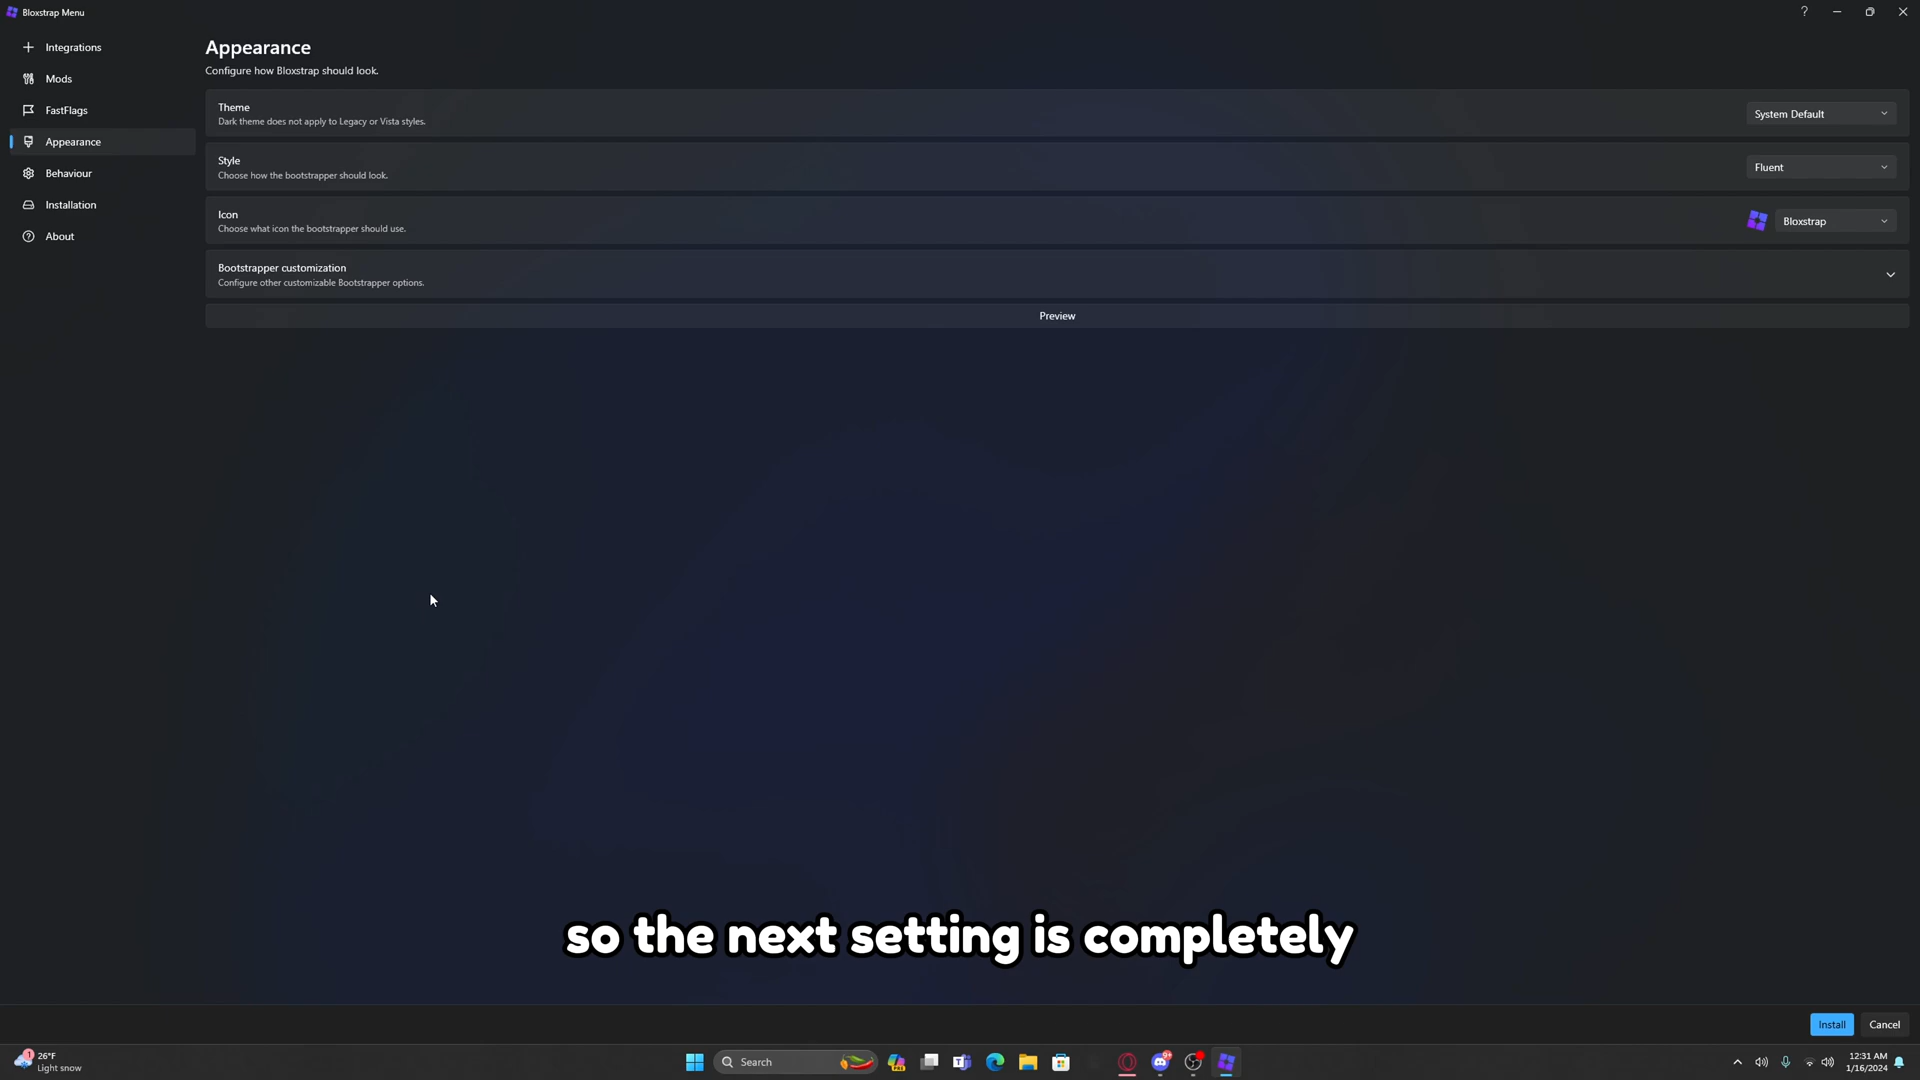 Bloxstrap Menu
?
Integrations
Mods
FastFlags
Appearance
Behaviour
Installation
About
Appearance
Configure how Bloxstrap should look.
Theme
Dark theme does not apply to Legacy or Vista styles.
System Default
Style
Choose how the bootstrapper should look.
Fluent
Icon
Choose what icon the bootstrapper should use.
Bloxstrap
Bootstrapper customization
Configure other customizable Bootstrapper options.
Preview
so the next setting is completely
Install
Cancel
1
26°F
Light snow
Search
PRE
9+
12:31 AM
1/16/2024